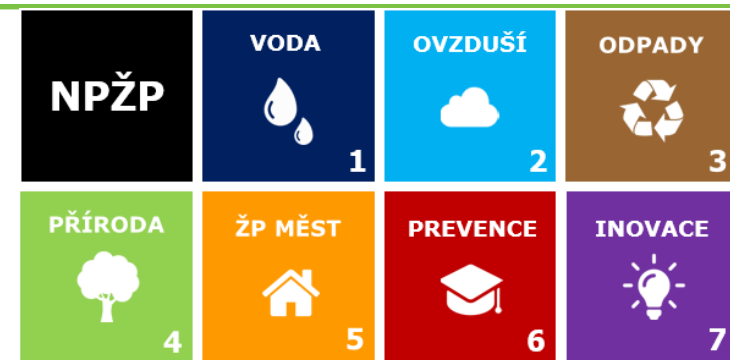 NPŽP
VODA
1
OVZDUŠÍ
2
ODPADY
3
PŘÍRODA
4
ŽP MĚST
5
PREVENCE
6
INOVACE
7